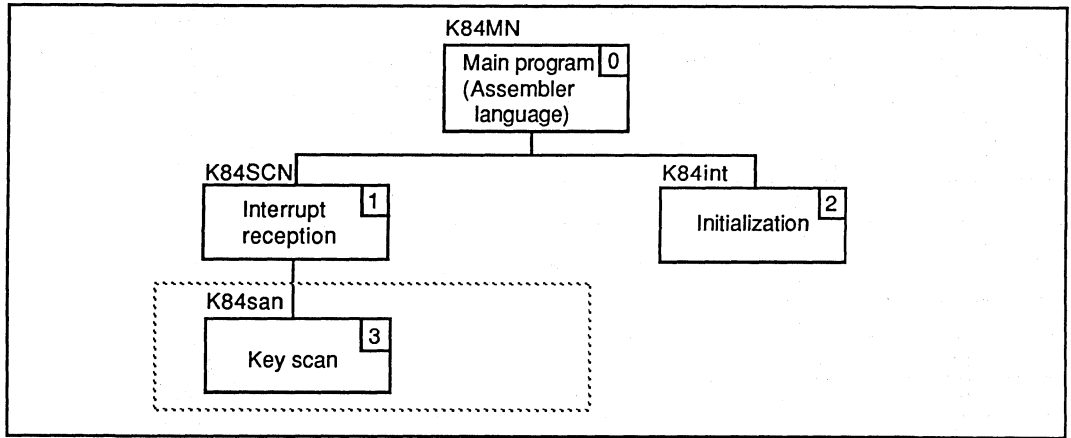 K84MN
Main program 0
(Assembler
language)
K84SCN
1
Interrupt
reception
K84int
2
Initialization
K84san
3
Key scan